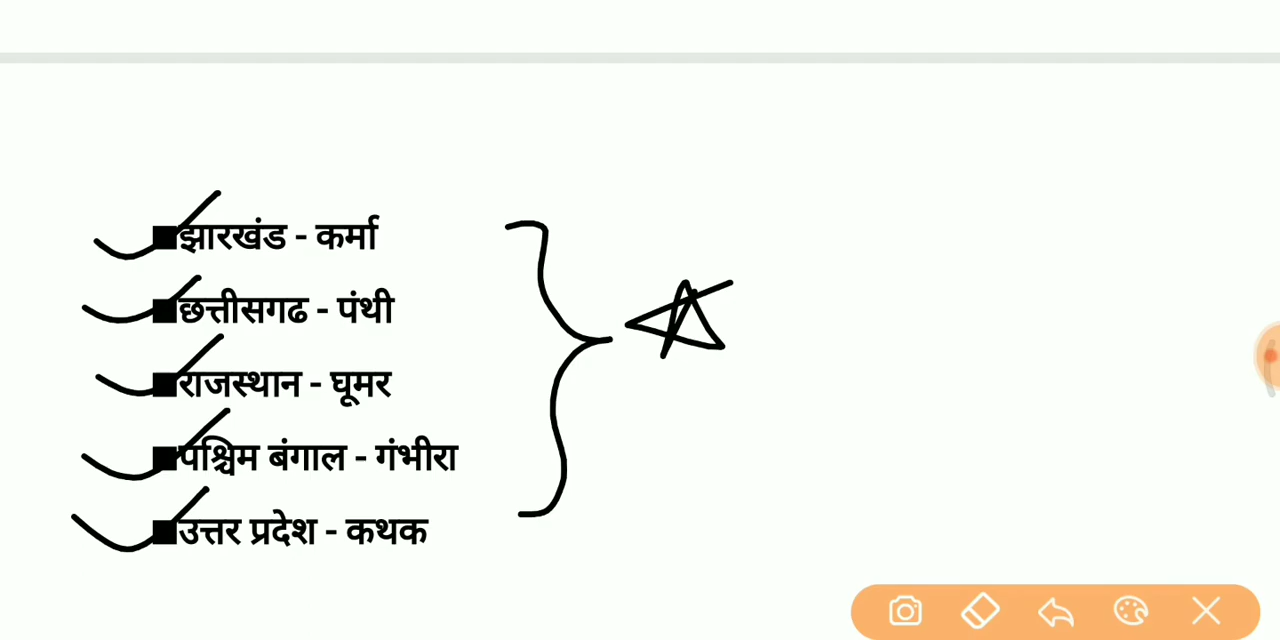 ■झारखंड - कर्मा
■छत्तीसगढ - पंथी
■राजस्थान - घूमर
■पश्चिम बंगाल - गंभीरा
■उत्तर प्रदेश - कथक